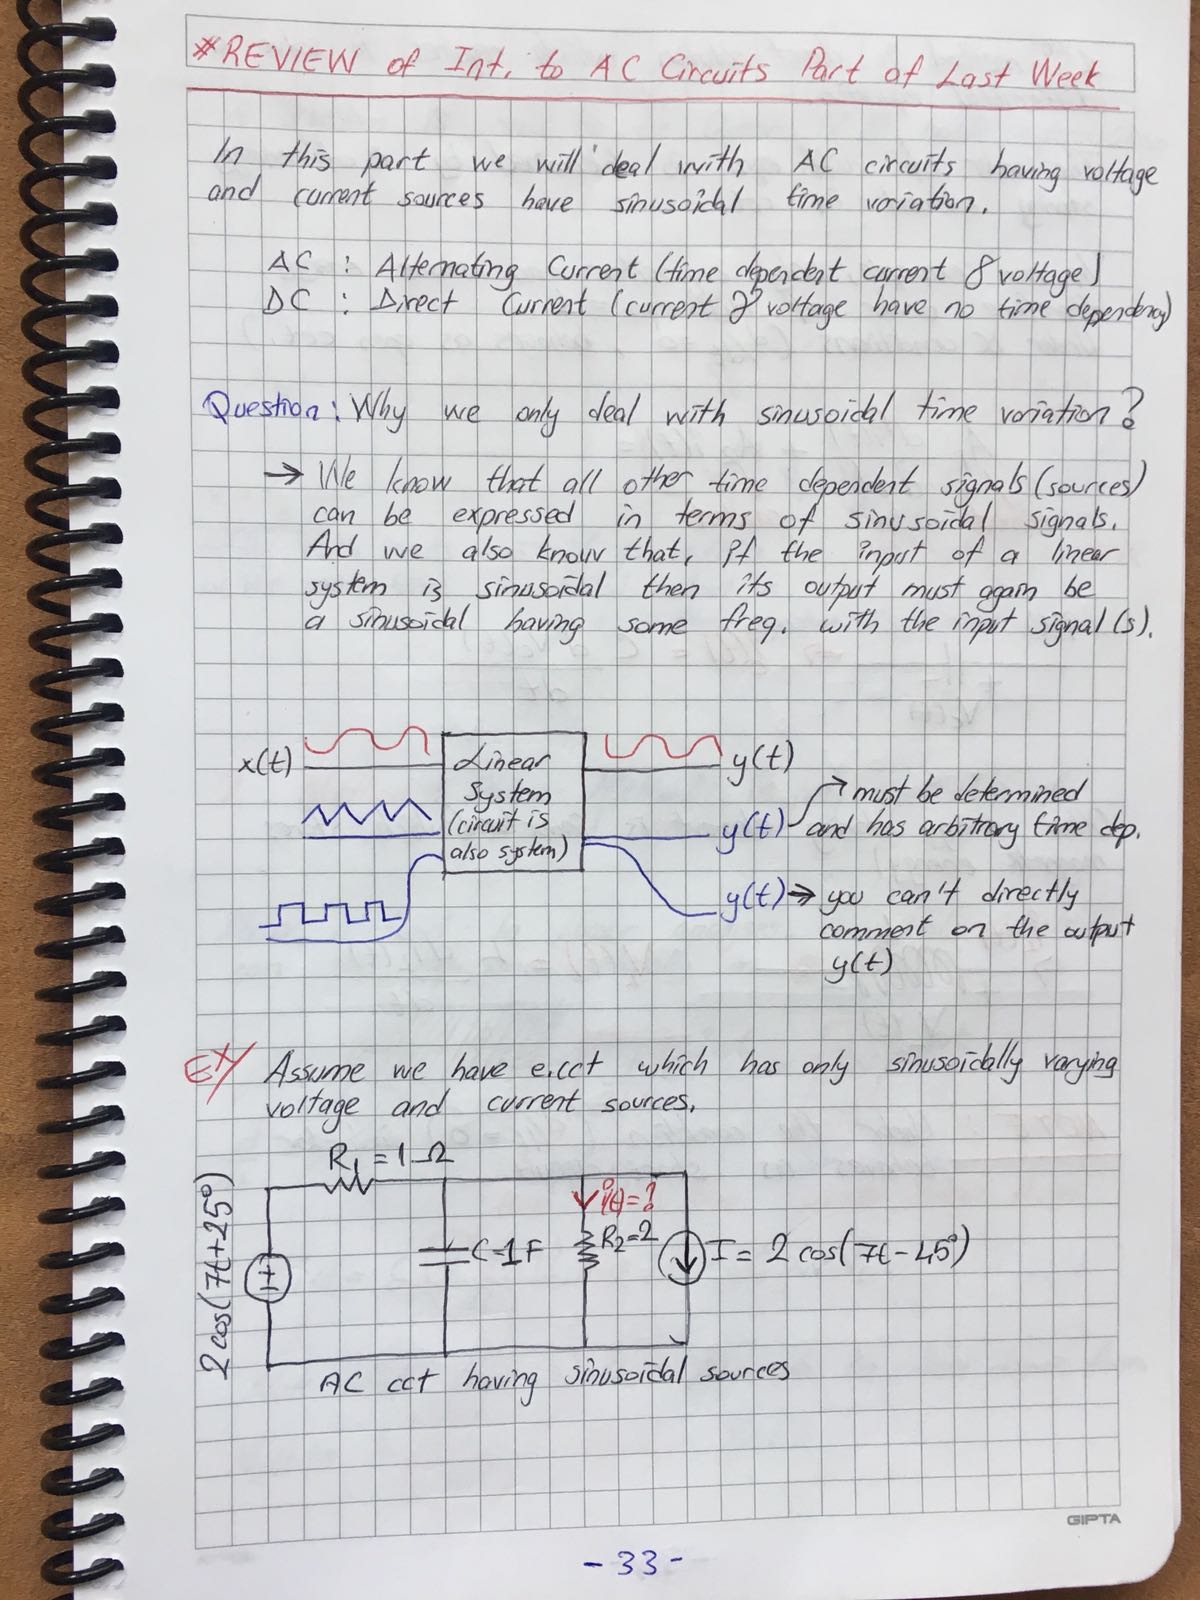 #REVIEW of Int. to AC Circuits Part of Last Week
In this part we will deal with AC circuits having voltage
and current sources have sinusoidal time variation.
AC : Alternating Current (time dependent current & voltage)
DC : Direct Current (current & voltage have no time dependency)
Question: Why we only deal with sinusoidal time variation?
→ We know that all other time dependent signals (sources)
can be expressed in terms of sinusoidal signals.
And we also know that, if the input of a linear
system is sinusoidal then its output must again be
a sinusoidal having some freq. with the input signal(s).
x(t)
Linear
System
(circuit is
also system)
y(t)
y(t)
must be determined
and has arbitrary time dep.
y(t) → you can't directly
comment on the output
y(t)
EX/ Assume we have e.cct which has only sinusoidally varying
voltage and current sources.
R1=1Ω
2cos(7t+25°)
C=1F
i(t)=?
R2=2
I = 2 cos(7t-45°)
AC cct having sinusoidal sources
GIPTA
-33-